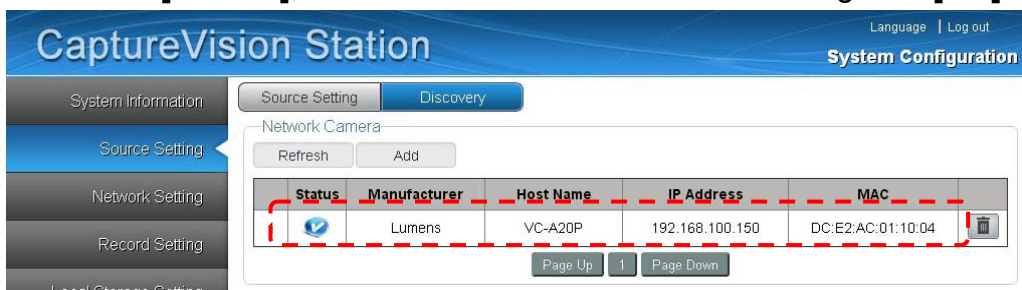 Language | Log out
CaptureVision Station
System Configuration
System Information
Source Setting
Network Setting
Record Setting
Source Setting Discovery
Network Camera
Refresh Add
Status Manufacturer Host Name IP Address MAC
1 Lumens VC-A20P 192.168.100.150 DC:E2:AC:01:10:04
Page Up 1 Page Down